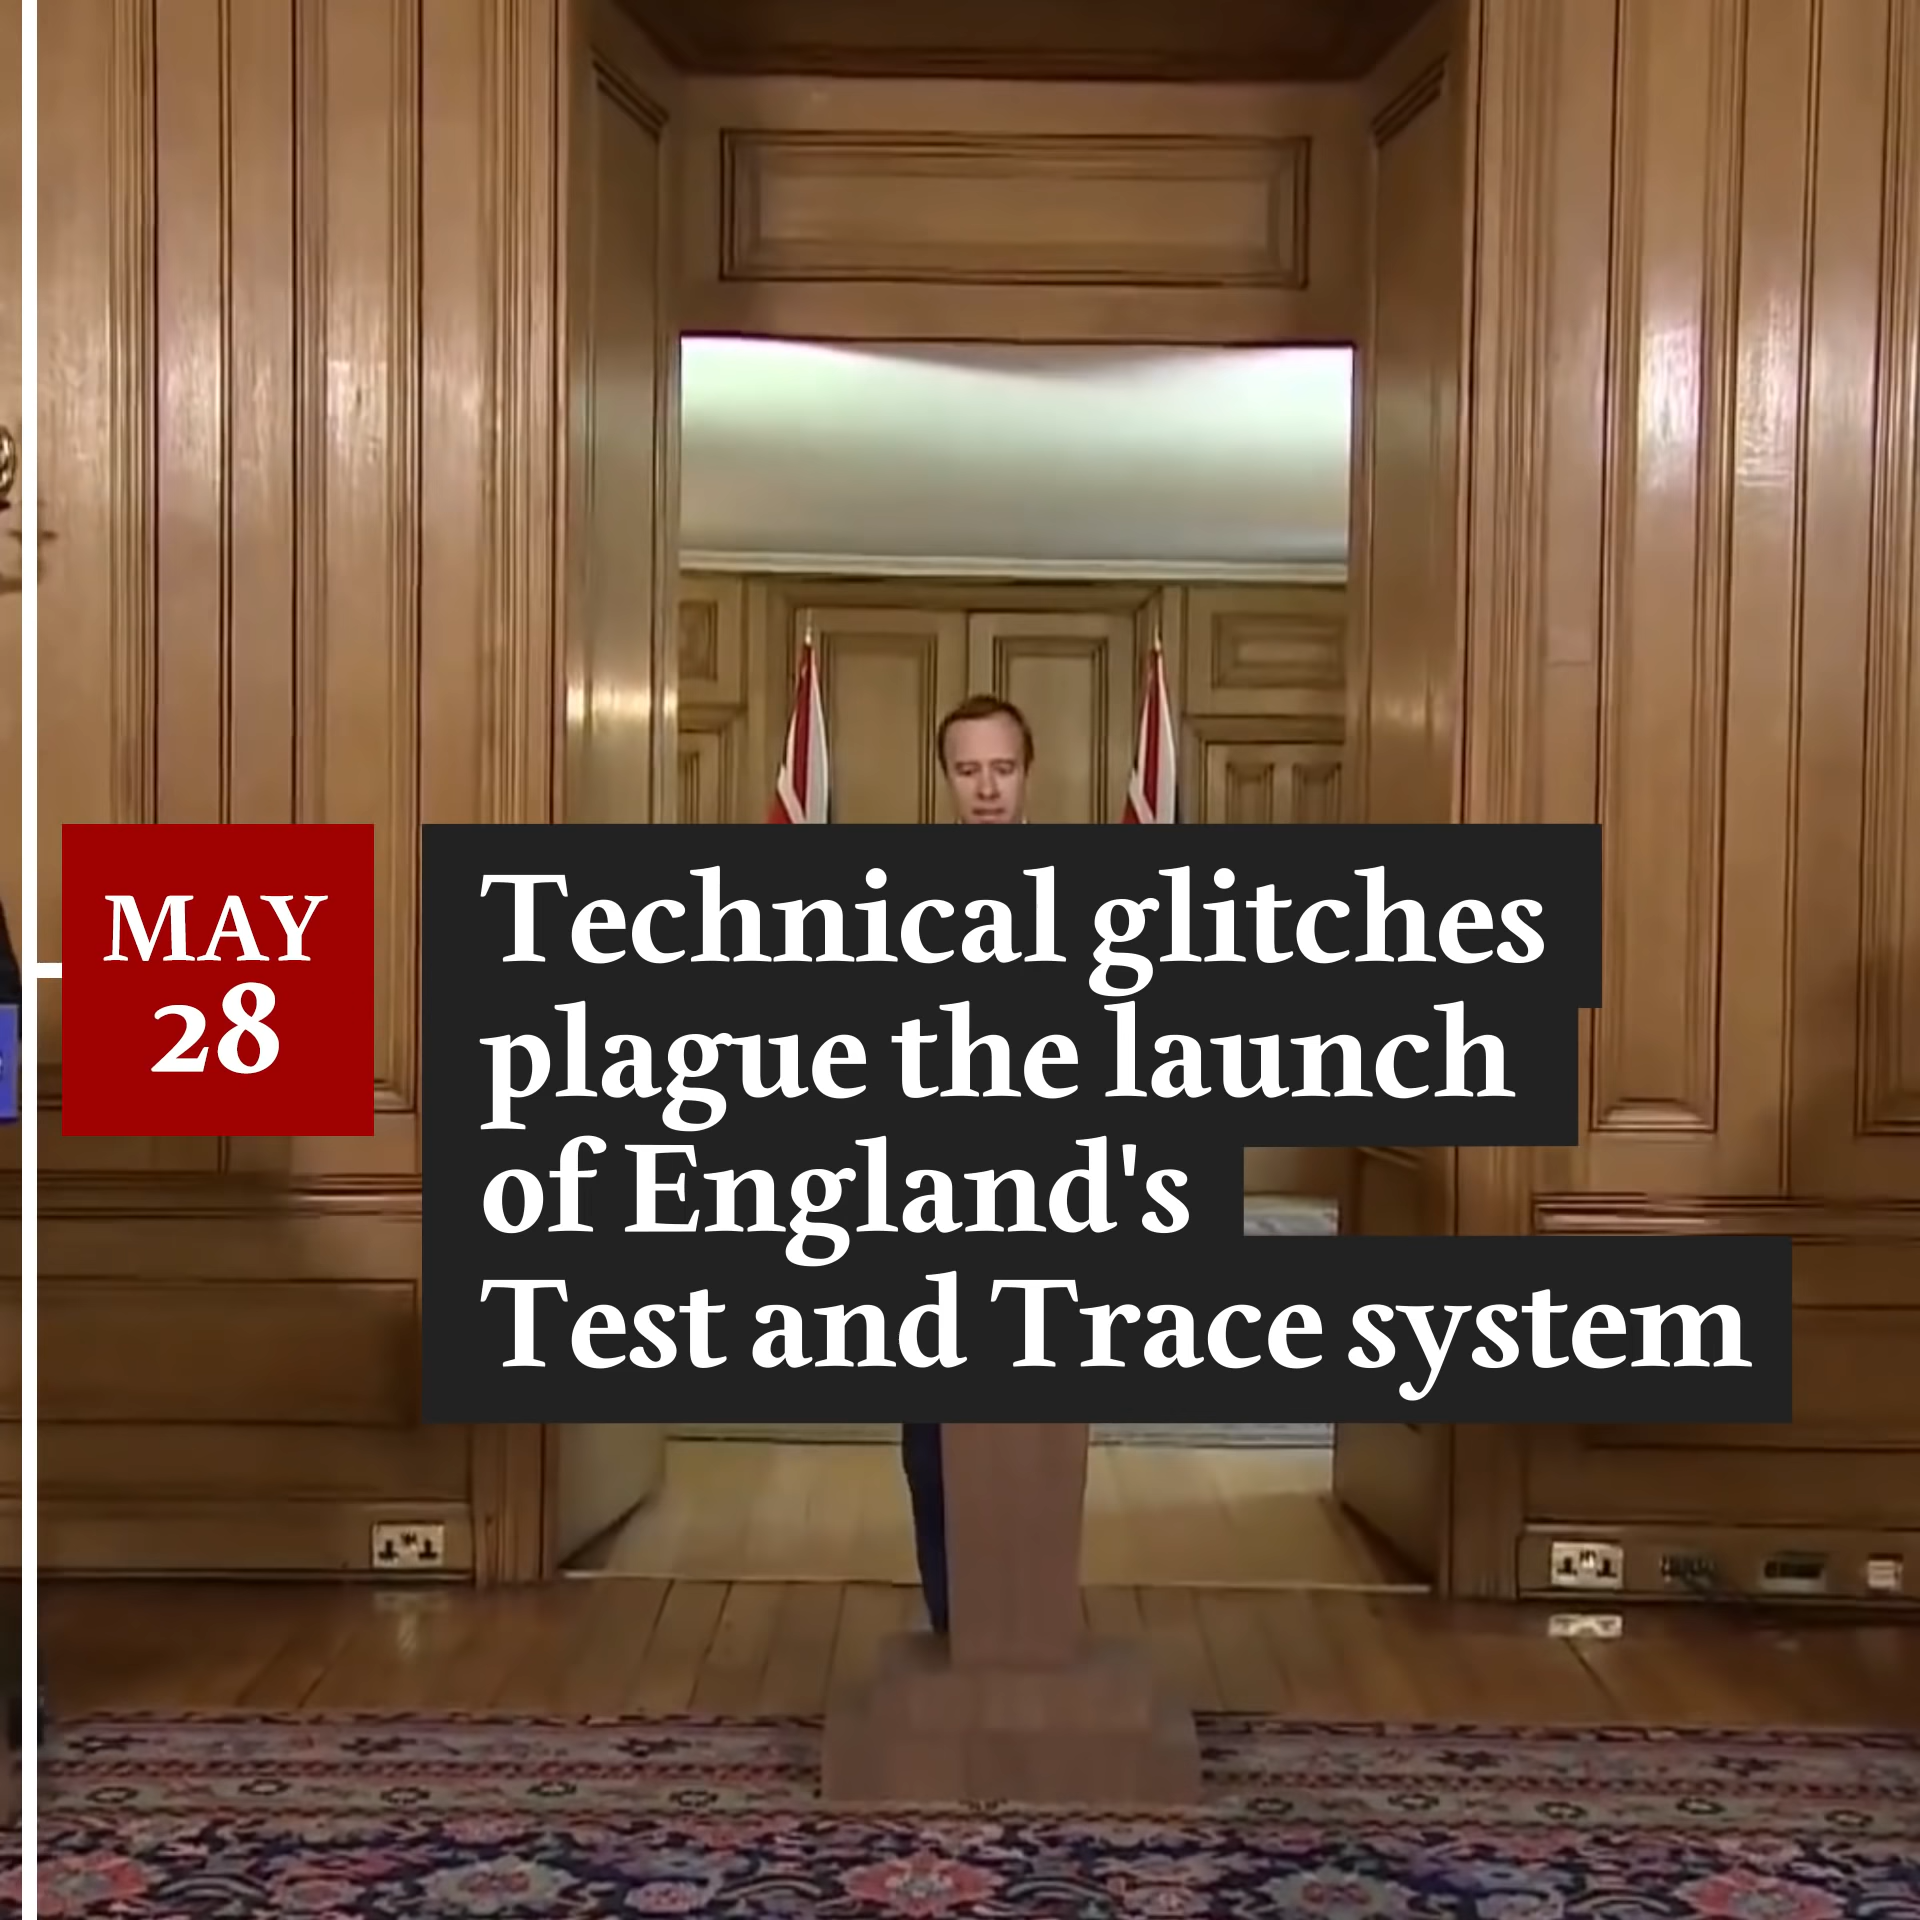 MAY
28
Technical glitches
plague the launch
of England's
Test and Trace system